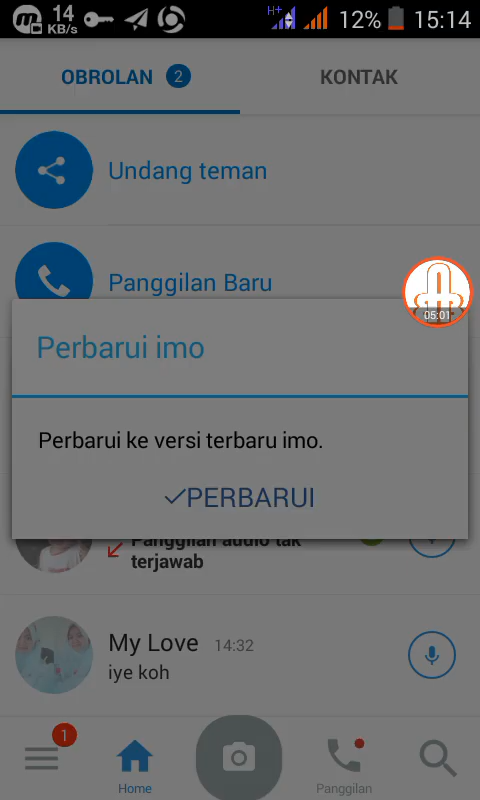 14
KB/s
H+
12%
15:14
OBROLAN 2
KONTAK
Undang teman
Panggilan Baru
05:01
Perbarui imo
Perbarui ke versi terbaru imo.
PERBARUI
Panggilan audio tak
terjawab
My Love 14:32
iye koh
1
Home
Panggilan